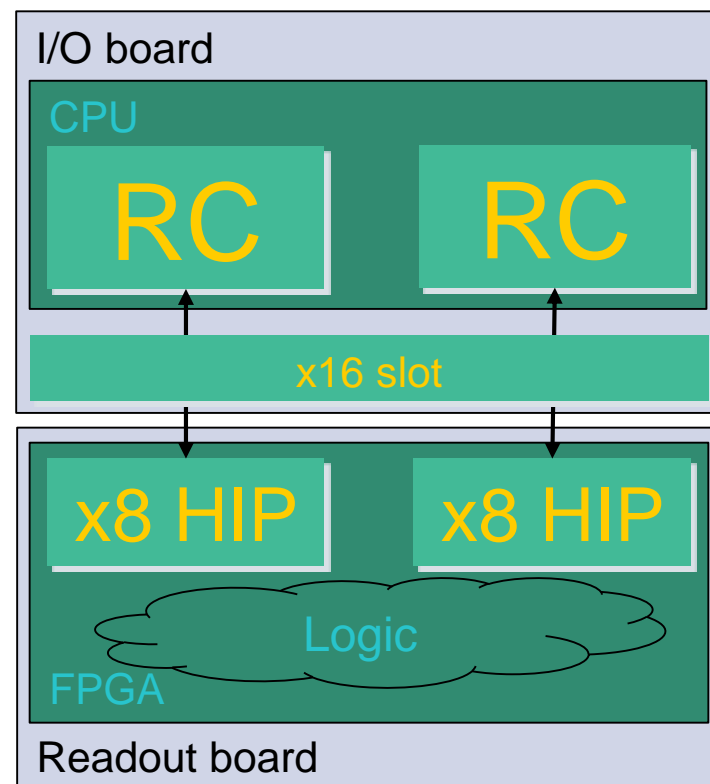 I/O board
CPU
RC RC
x16 slot
x8 HIP x8 HIP
Logic
FPGA
Readout board